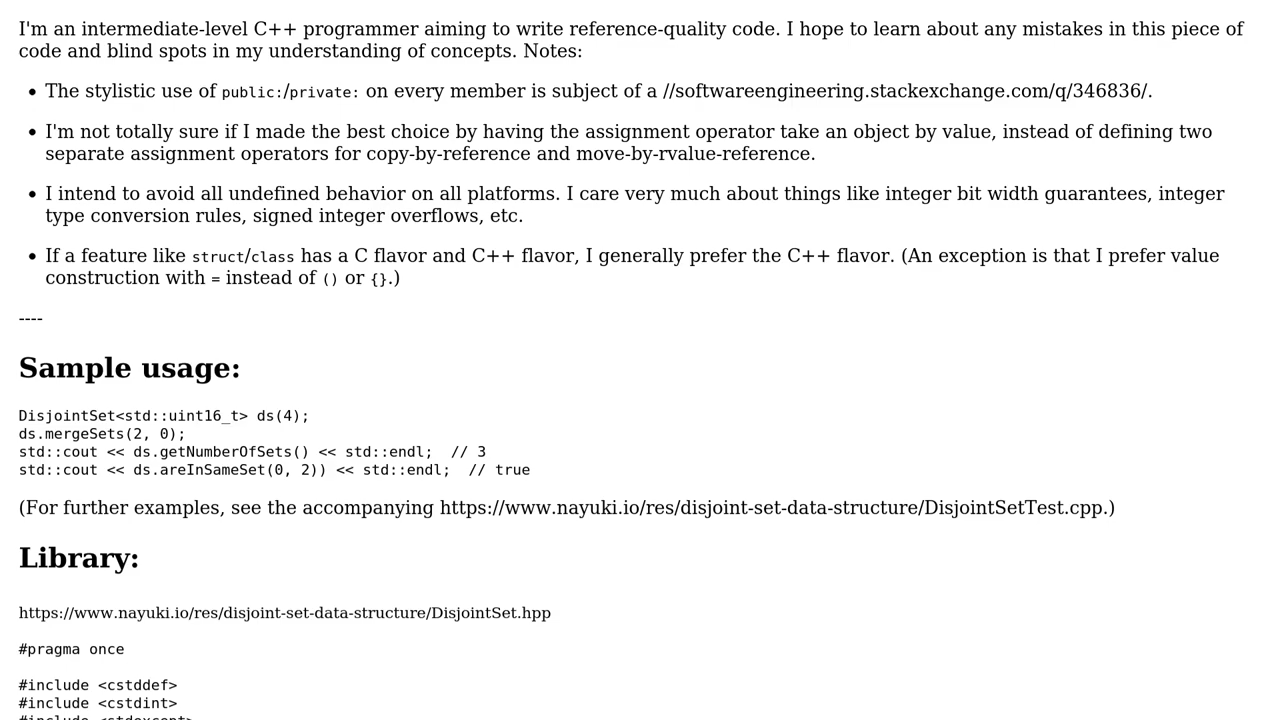 I'm an intermediate-level C++ programmer aiming to write reference-quality code. I hope to learn about any mistakes in this piece of
code and blind spots in my understanding of concepts. Notes:
• The stylistic use of public:/private: on every member is subject of a //softwareengineering.stackexchange.com/q/346836/.
• I'm not totally sure if I made the best choice by having the assignment operator take an object by value, instead of defining two
separate assignment operators for copy-by-reference and move-by-rvalue-reference.
• I intend to avoid all undefined behavior on all platforms. I care very much about things like integer bit width guarantees, integer
type conversion rules, signed integer overflows, etc.
• If a feature like struct/class has a C flavor and C++ flavor, I generally prefer the C++ flavor. (An exception is that I prefer value
construction with = instead of () or {}.)
----
Sample usage:
DisjointSet<std::uint16_t> ds(4);
ds.mergeSets(2, 0);
std::cout << ds.getNumberOfSets() << std::endl;  // 3
std::cout << ds.areInSameSet(0, 2)) << std::endl;  // true
(For further examples, see the accompanying https://www.nayuki.io/res/disjoint-set-data-structure/DisjointSetTest.cpp.)
Library:
https://www.nayuki.io/res/disjoint-set-data-structure/DisjointSet.hpp
#pragma once
#include <cstddef>
#include <cstdint>
#include <stdexcept>